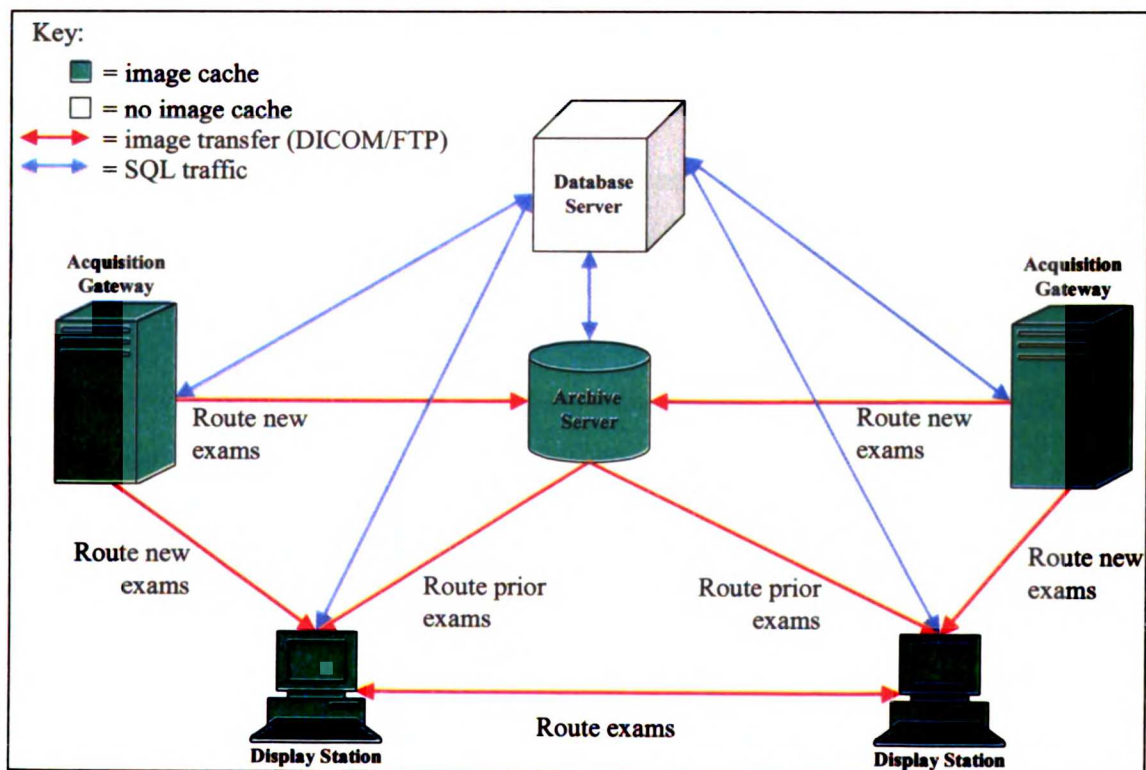 Key:
= image cache
= no image cache
= image transfer (DICOM/FTP)
= SQL traffic
Database
Server
Acquisition
Gateway
Acquisition
Gateway
Archive
Server
Route new
exams
Route new
exams
Route new
exams
Route prior
exams
Route prior
exams
Route new
exams
Route exams
Display Station
Display Station